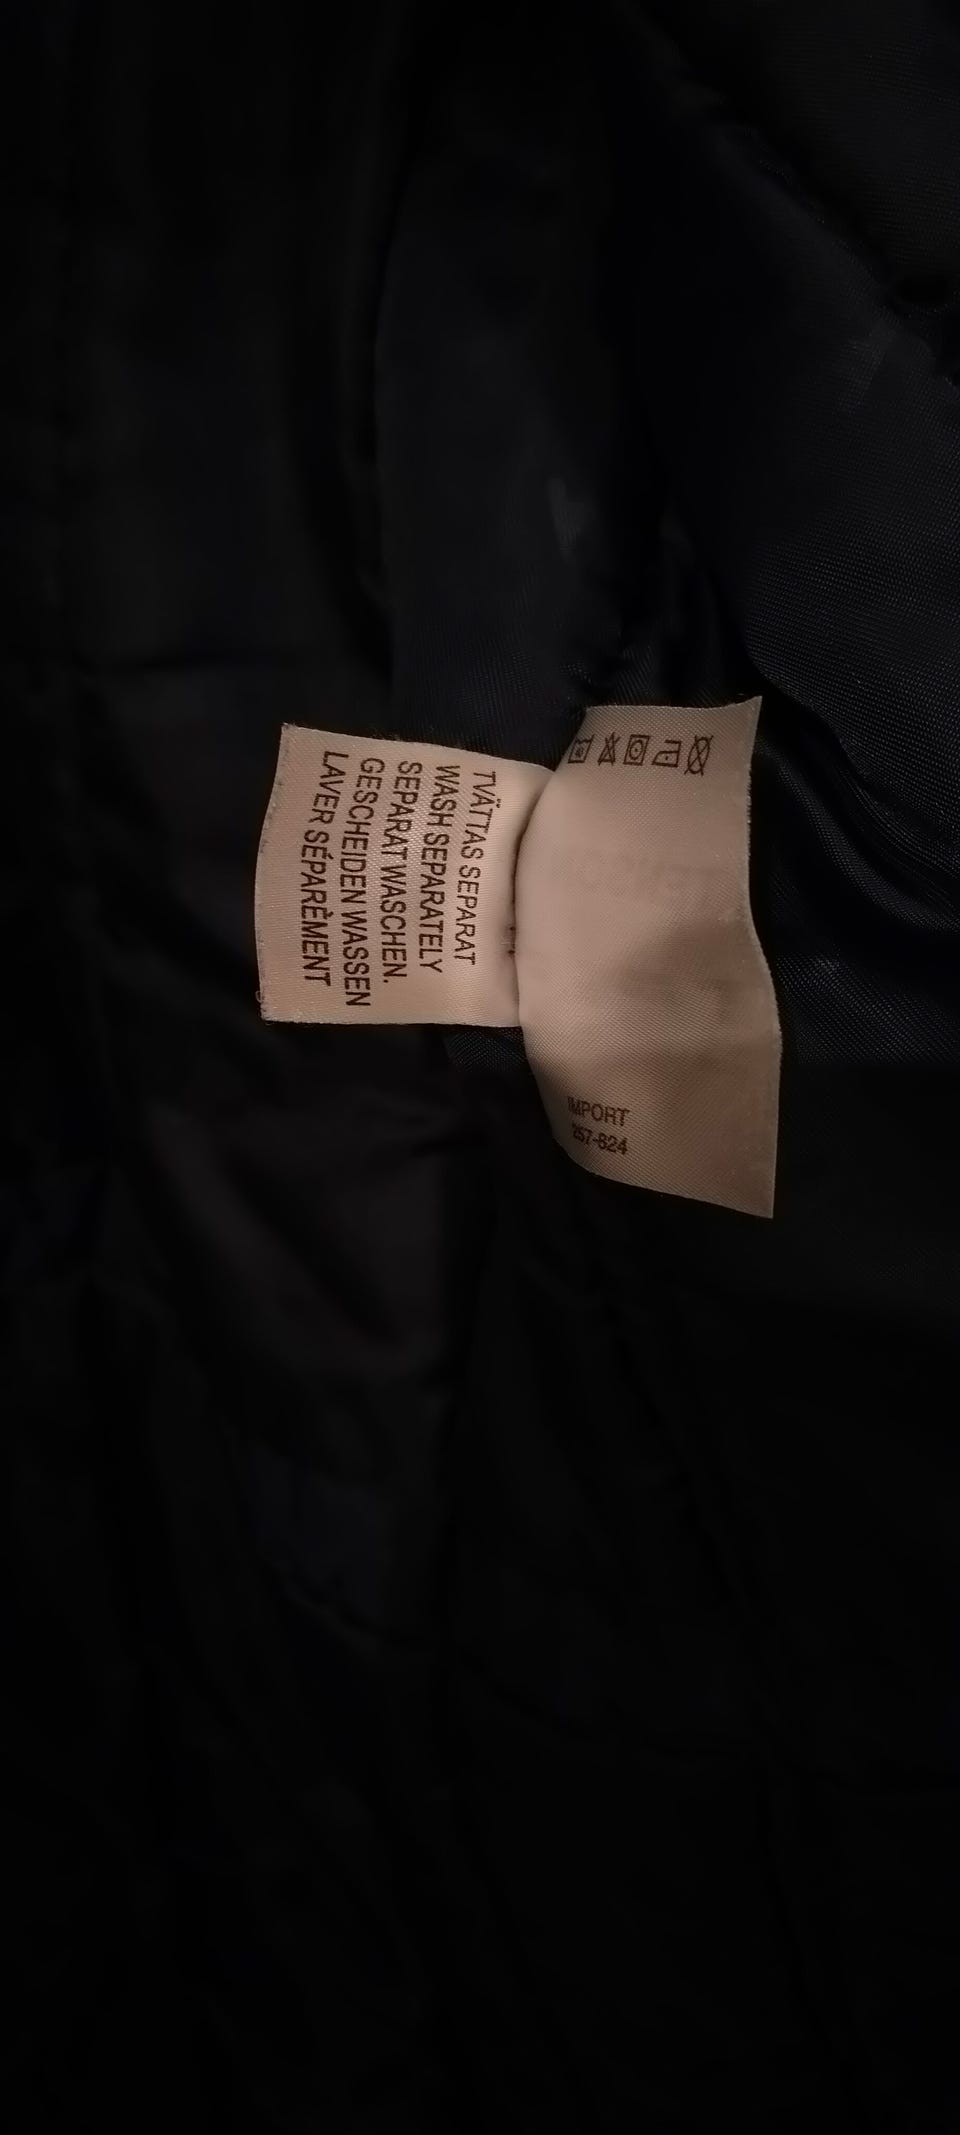 TVÄTTAS SEPARAT
WASH SEPARATELY
SEPARAT WASCHEN.
GESCHEIDEN WASSEN
LAVER SÉPARÉMENT
IMPORT
257-824